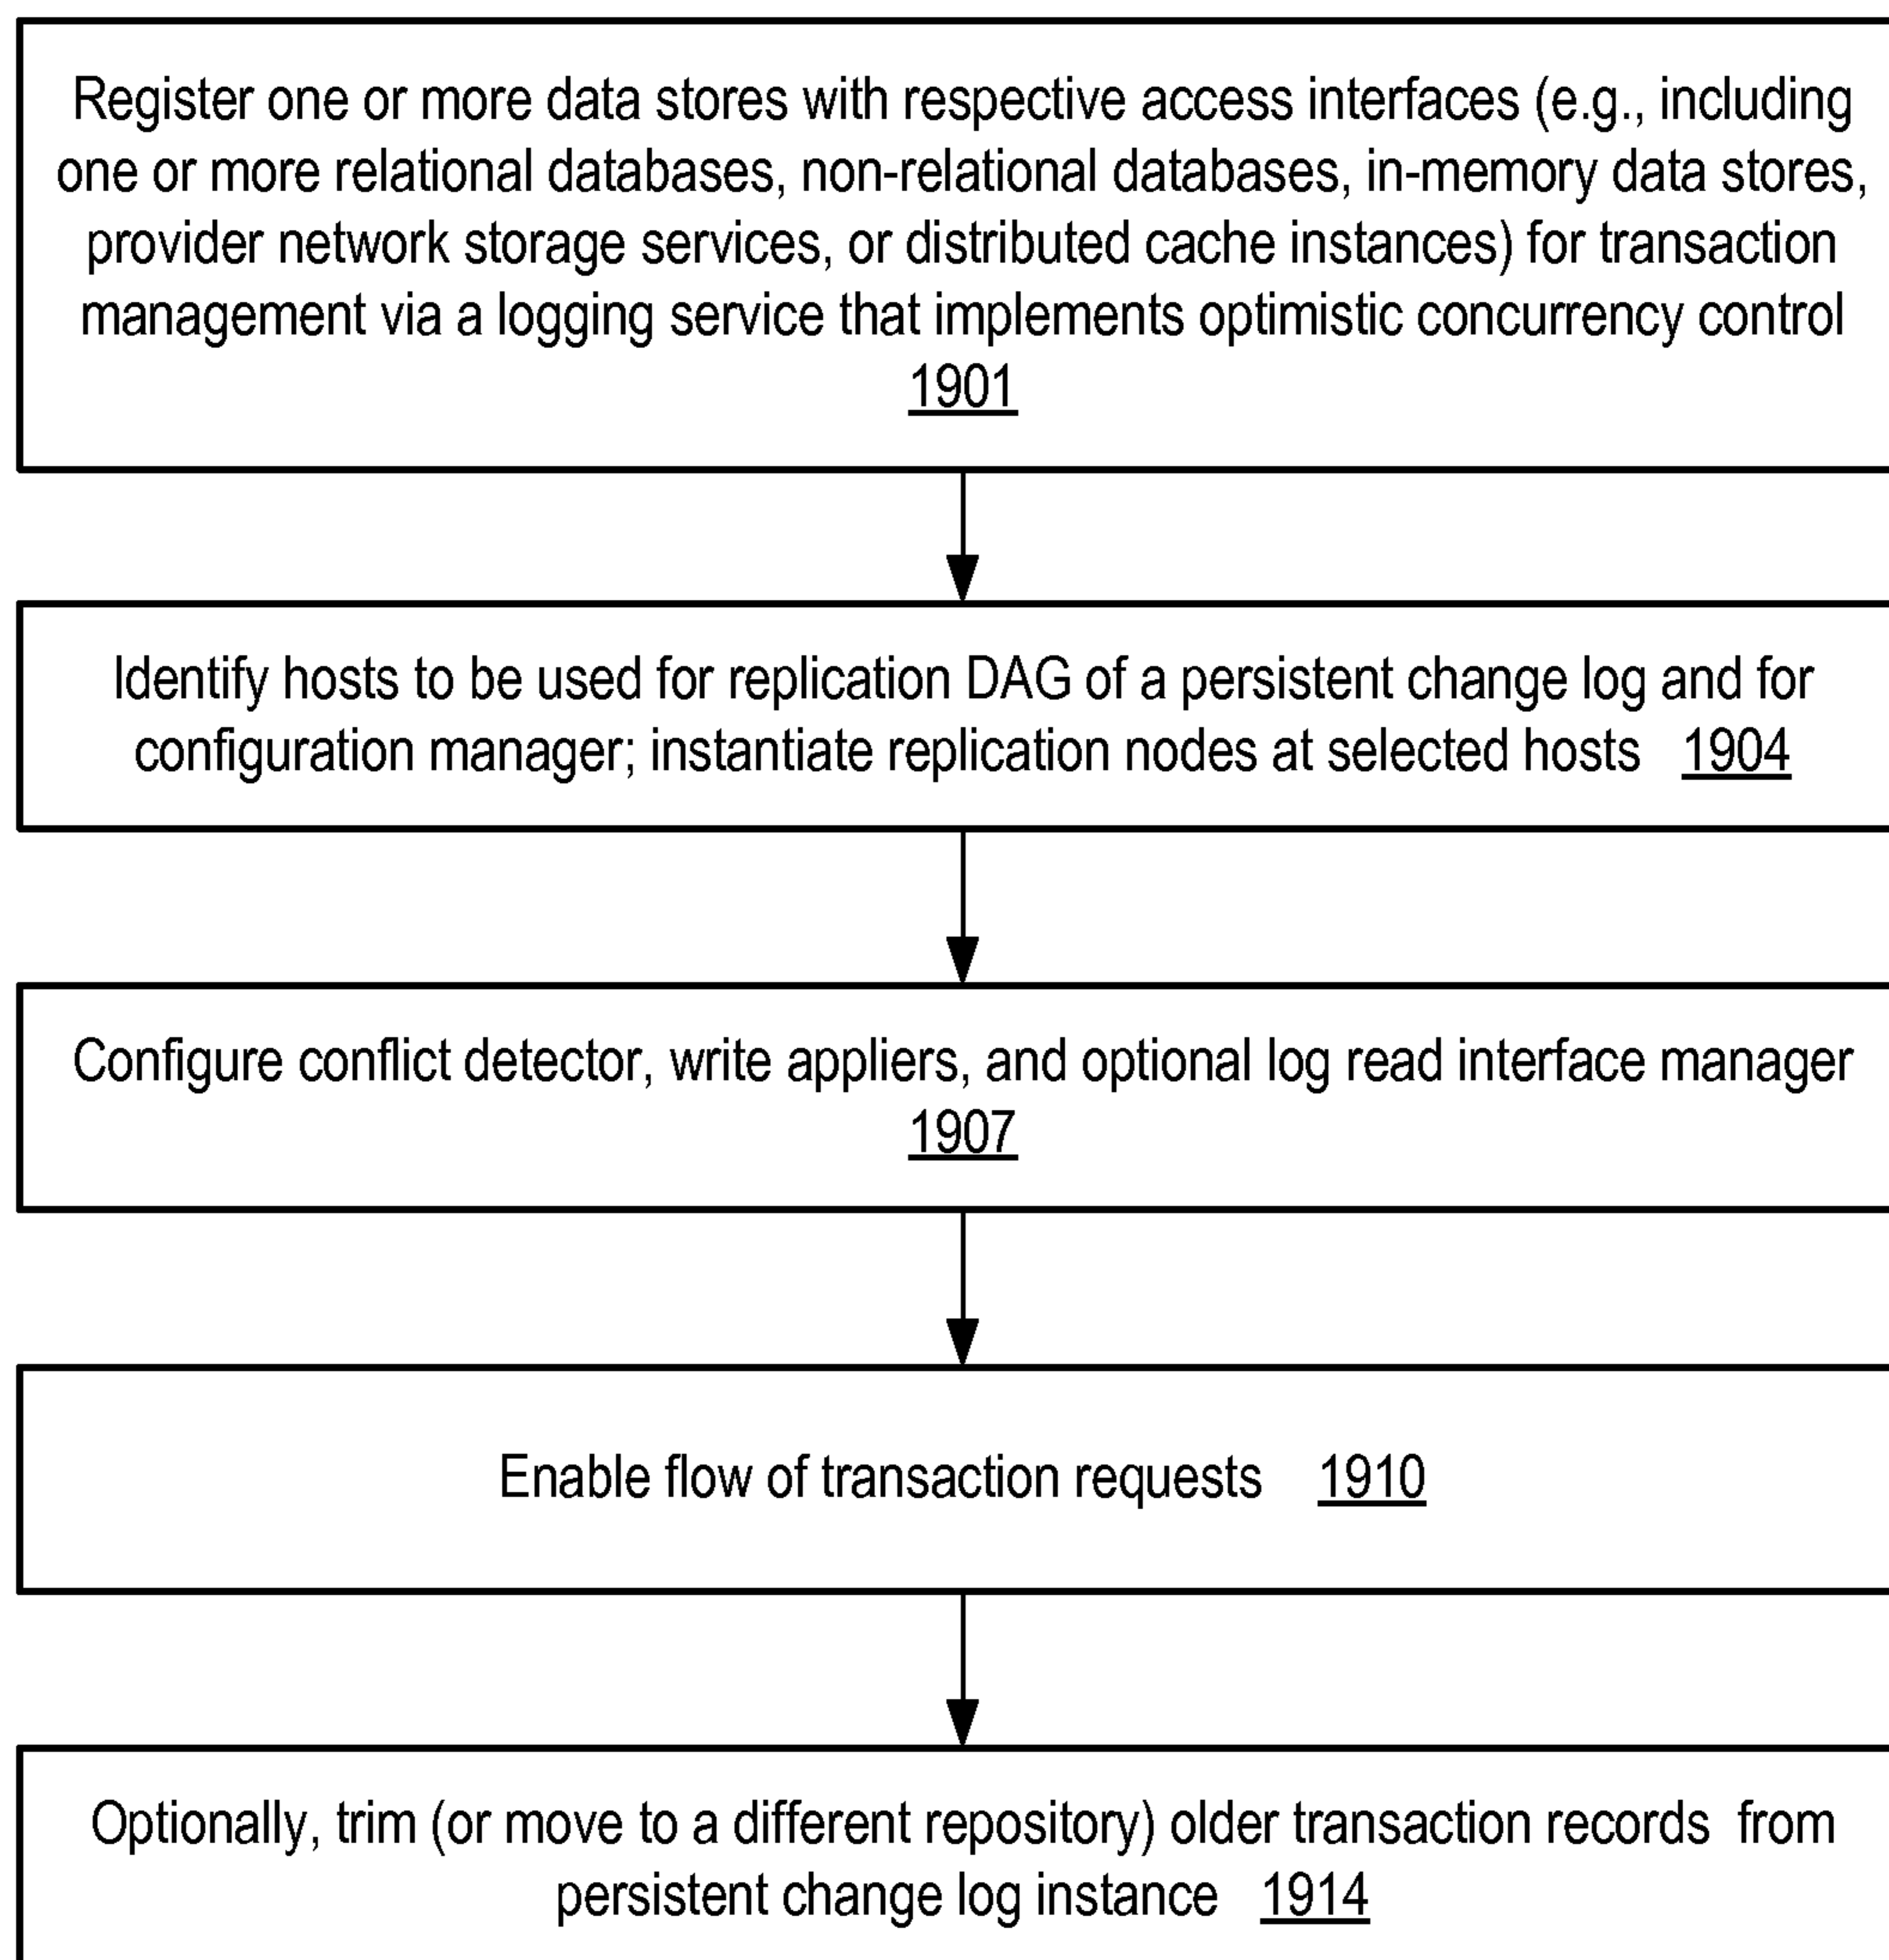 Register one or more data stores with respective access interfaces (e.g., including
one or more relational databases, non-relational databases, in-memory data stores,
provider network storage services, or distributed cache instances) for transaction
management via a logging service that implements optimistic concurrency control
1901
Identify hosts to be used for replication DAG of a persistent change log and for
configuration manager; instantiate replication nodes at selected hosts 1904
Configure conflict detector, write appliers, and optional log read interface manager
1907
Enable flow of transaction requests 1910
Optionally, trim (or move to a different repository) older transaction records from
persistent change log instance 1914